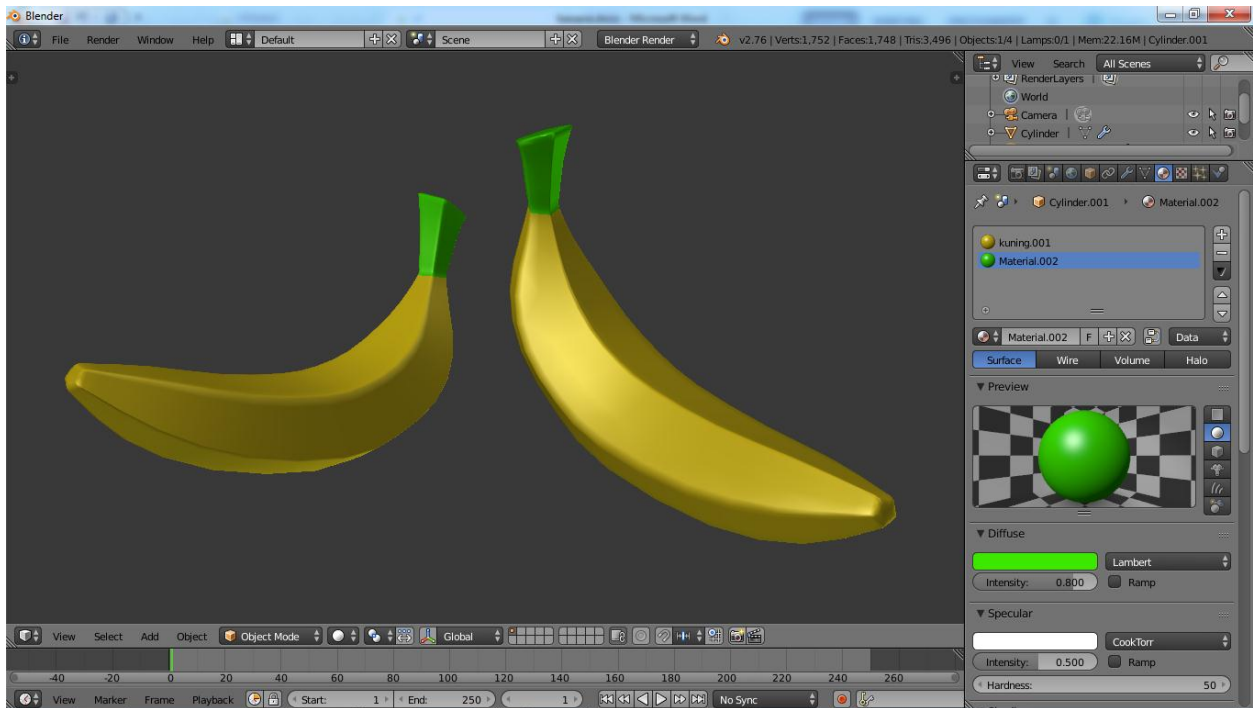 Blender
File Render Window Help Default Scene Blender Render v2.76 | Verts:1,752 | Faces:1,748 | Tris:3,496 | Objects:1/4 | Lamps:0/1 | Mem:22.16M | Cylinder.001
View Search All Scenes
RenderLayers
World
Camera
Cylinder
Cylinder.001 Material.002
kuning.001
Material.002
Material.002 F Data
Surface Wire Volume Halo
Preview
Diffuse
Lambert
Intensity: 0.800 Ramp
Specular
CookTorr
Intensity: 0.500 Ramp
Hardness: 50
View Select Add Object Object Mode Global
-40 -20 0 20 40 60 80 100 120 140 160 180 200 220 240 260
View Marker Frame Playback Start: 1 End: 250 1 No Sync